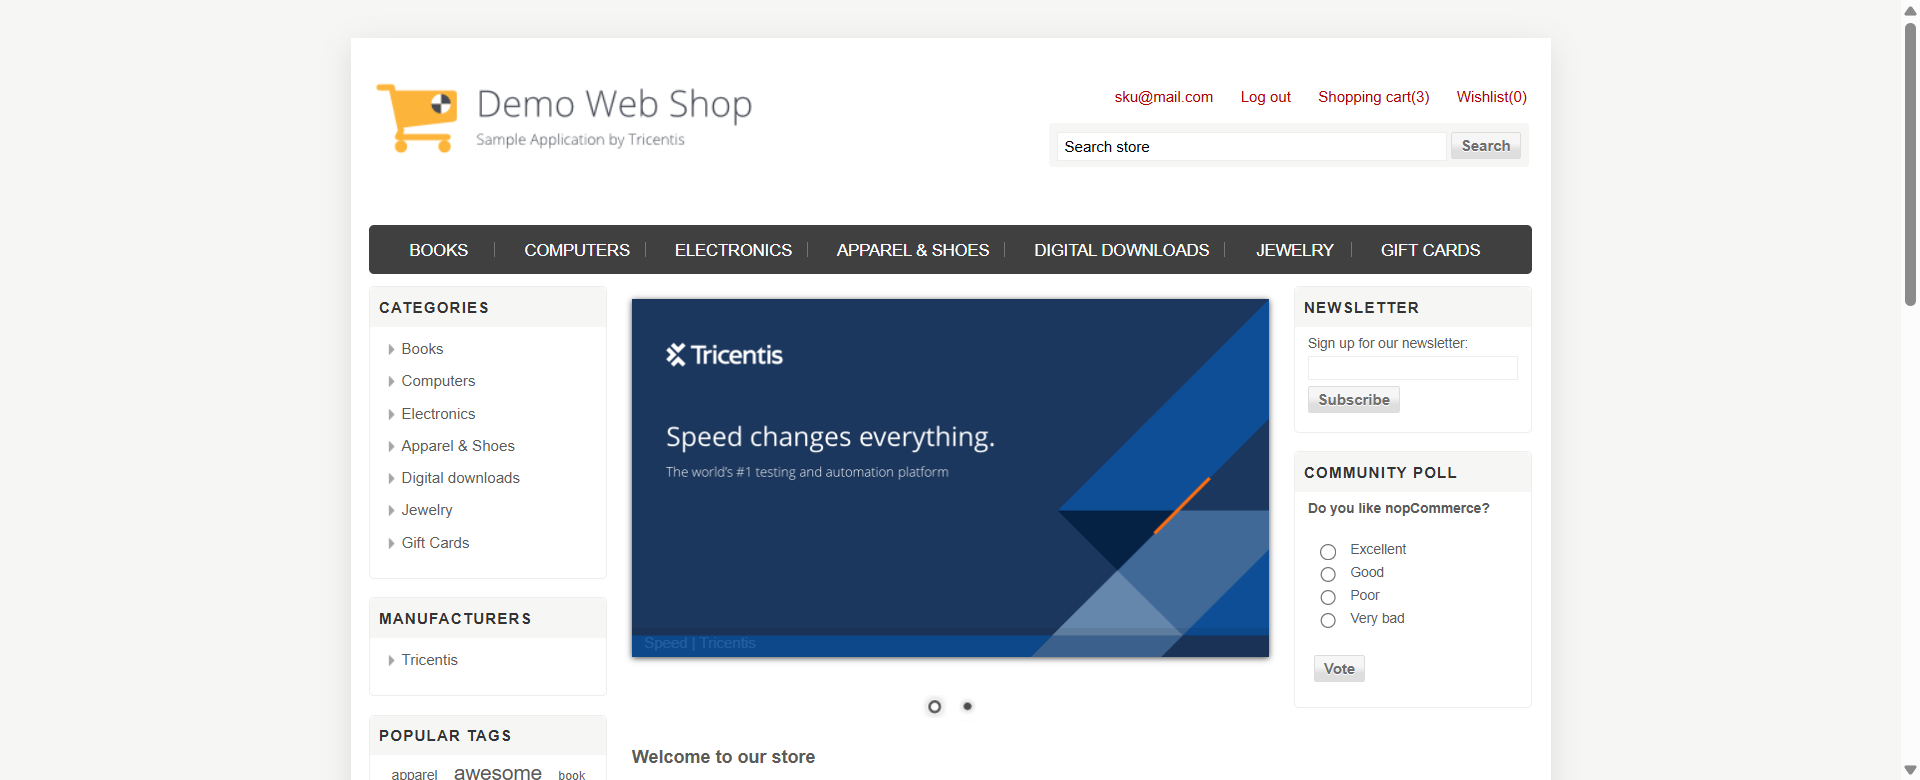 Demo Web Shop
Sample Application by Tricentis
sku@mail.com Log out Shopping cart(3) Wishlist(0)
Search store Search
BOOKS COMPUTERS ELECTRONICS APPAREL & SHOES DIGITAL DOWNLOADS JEWELRY GIFT CARDS
CATEGORIES
Books
Computers
Electronics
Apparel & Shoes
Digital downloads
Jewelry
Gift Cards
MANUFACTURERS
Tricentis
POPULAR TAGS
apparel awesome book
Tricentis
Speed changes everything.
The world's #1 testing and automation platform
Speed | Tricentis
Welcome to our store
NEWSLETTER
Sign up for our newsletter:
Subscribe
COMMUNITY POLL
Do you like nopCommerce?
Excellent
Good
Poor
Very bad
Vote